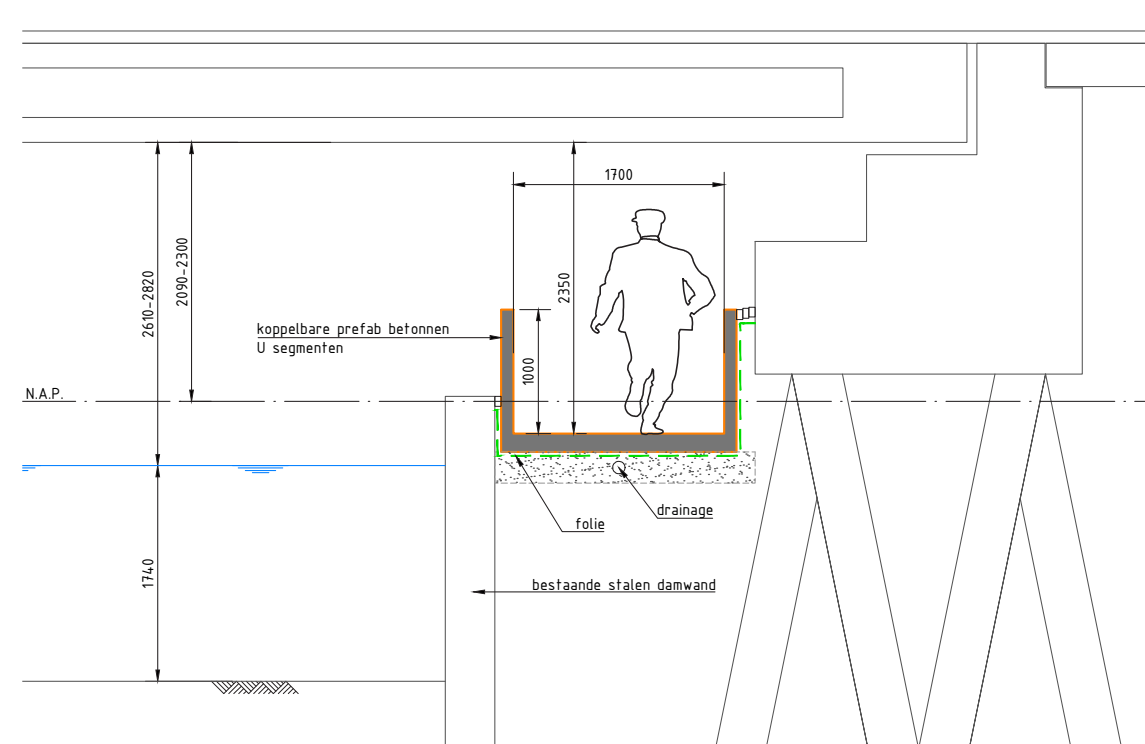 1700
2090-2300
2610-2820
2350
koppelbare prefab betonnen
U segmenten
1000
N.A.P.
drainage
folie
1740
bestaande stalen damwand